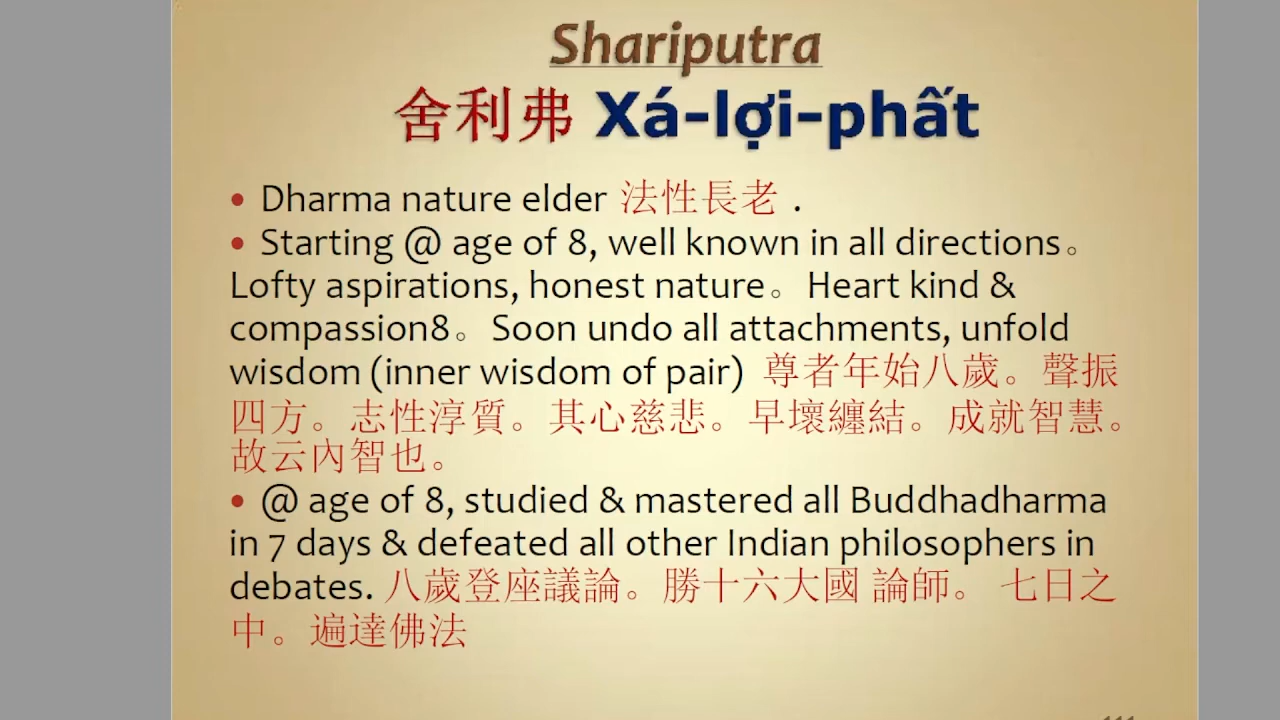 Shariputra
舍利弗 Xá-lợi-phất
• Dharma nature elder 法性長老 .
• Starting @ age of 8, well known in all directions。
Lofty aspirations, honest nature。 Heart kind &
compassion8。 Soon undo all attachments, unfold
wisdom (inner wisdom of pair) 尊者年始八歲。聲振
四方。志性淳質。其心慈悲。早壞纏結。成就智慧。
故云內智也。
• @ age of 8, studied & mastered all Buddhadharma
in 7 days & defeated all other Indian philosophers in
debates. 八歲登座議論。勝十六大國 論師。 七日之
中。遍達佛法